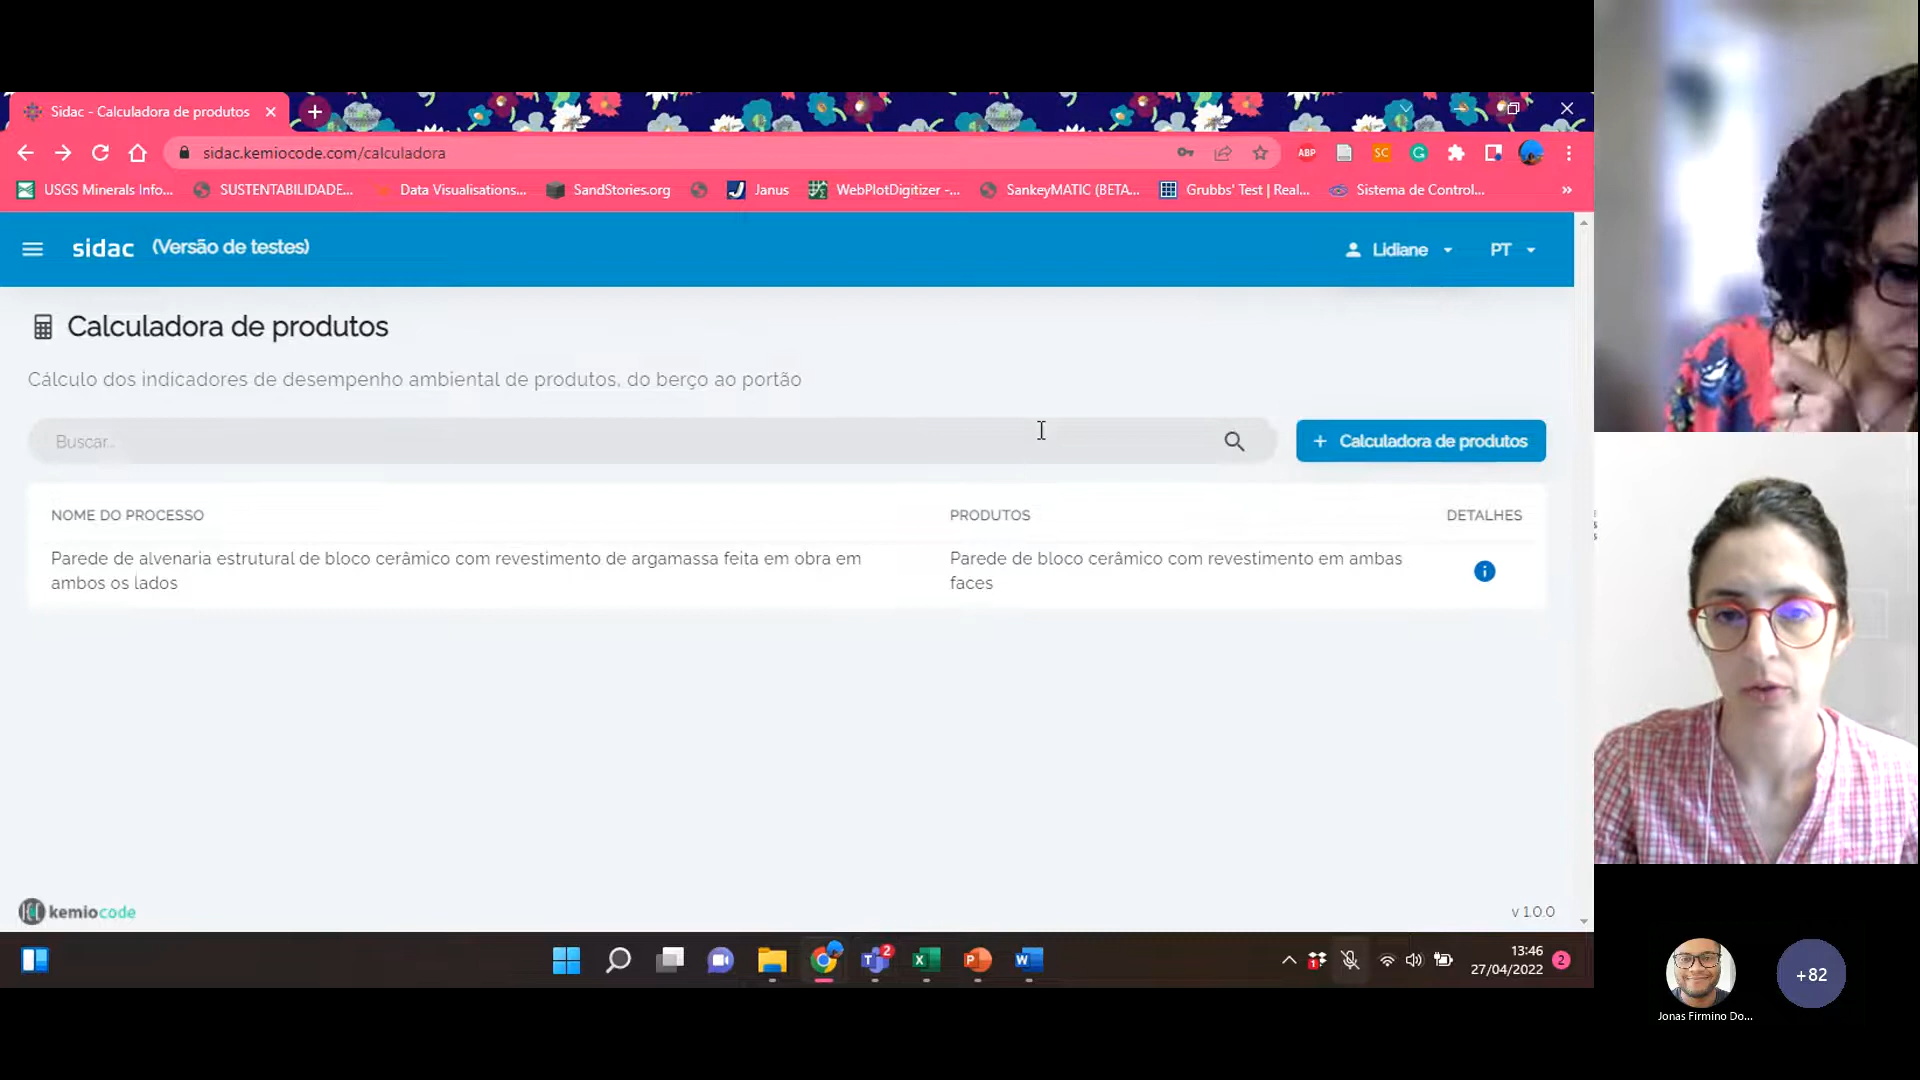 Sidac - Calculadora de produtos
sidac.kemiocode.com/calculadora
ABP
SC
USGS Minerals Info...
SUSTENTABILIDADE...
Data Visualisations...
SandStories.org
Janus
WebPlotDigitizer -...
SankeyMATIC (BETA...
Grubbs' Test | Real...
Sistema de Control...
»
sidac (Versão de testes)
Lidiane
PT
Calculadora de produtos
Cálculo dos indicadores de desempenho ambiental de produtos, do berço ao portão
Buscar...
+ Calculadora de produtos
NOME DO PROCESSO
PRODUTOS
DETALHES
Parede de alvenaria estrutural de bloco cerâmico com revestimento de argamassa feita em obra em
ambos os lados
Parede de bloco cerâmico com revestimento em ambas
faces
kemiocode
v 1.0.0
2
1
13:46
27/04/2022
2
+82
Jonas Firmino Do...